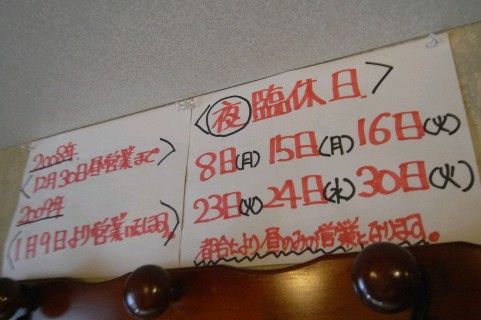 2008年
〈12月30日昼営業まで〉
2009年
〈1月9日より営業いたします。〉
〈夜臨休日〉
8日(月)15日(月)16日(火)
23日(火)24日(水)30日(火)
都合により昼のみの営業になります。